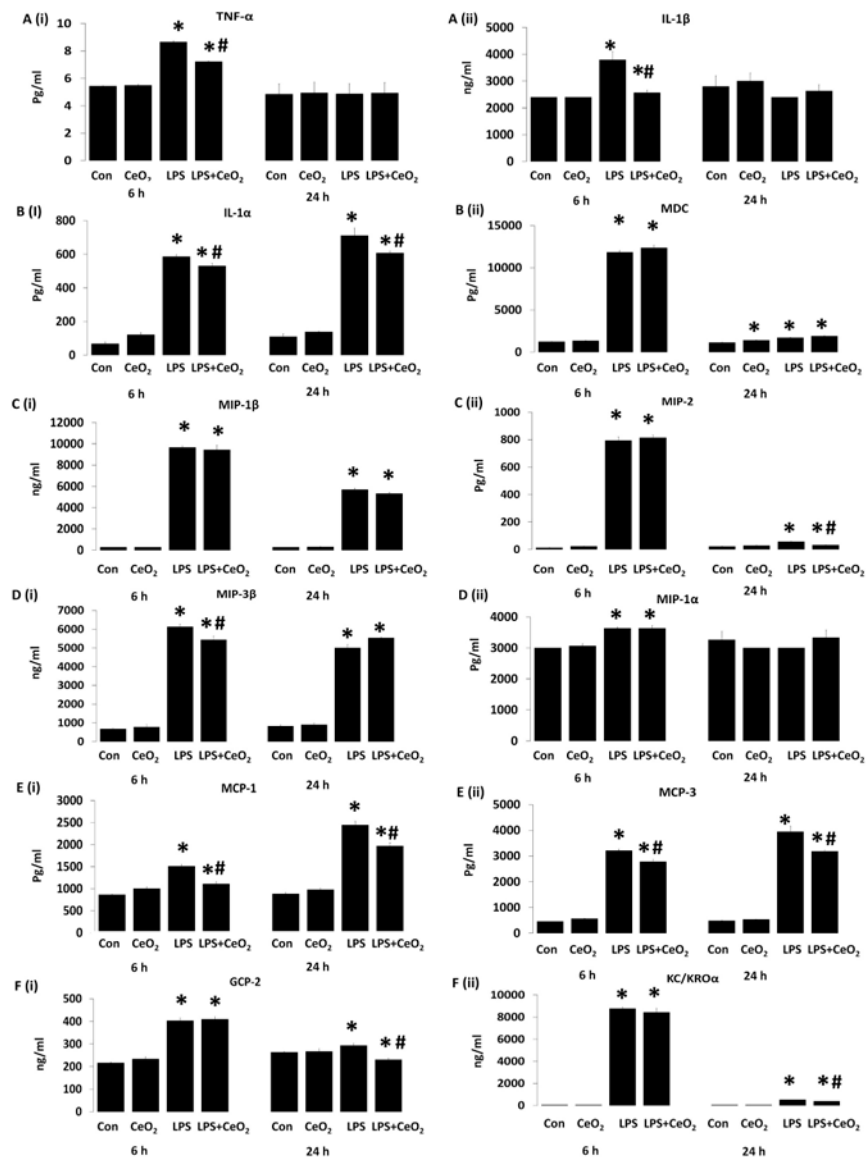 A (i) TNF-α
Pg/ml
10
8
6
4
2
0
Con CeO₂ LPS LPS+CeO₂ Con CeO₂ LPS LPS+CeO₂
6 h 24 h
* *#
A (ii) IL-1β
ng/ml
5000
4000
3000
2000
1000
0
Con CeO₂ LPS LPS+CeO₂ Con CeO₂ LPS LPS+CeO₂
6 h 24 h
* *#
B (I) IL-1α
Pg/ml
800
600
400
200
0
Con CeO₂ LPS LPS+CeO₂ Con CeO₂ LPS LPS+CeO₂
6 h 24 h
* *# * *#
B (ii) MDC
Pg/ml
15000
10000
5000
0
Con CeO₂ LPS LPS+CeO₂ Con CeO₂ LPS LPS+CeO₂
6 h 24 h
* * * * *
C (i) MIP-1β
ng/ml
12000
10000
8000
6000
4000
2000
0
Con CeO₂ LPS LPS+CeO₂ Con CeO₂ LPS LPS+CeO₂
6 h 24 h
* * * *
C (ii) MIP-2
Pg/ml
1000
800
600
400
200
0
Con CeO₂ LPS LPS+CeO₂ Con CeO₂ LPS LPS+CeO₂
6 h 24 h
* * * *#
D (i) MIP-3β
ng/ml
7000
6000
5000
4000
3000
2000
1000
0
Con CeO₂ LPS LPS+CeO₂ Con CeO₂ LPS LPS+CeO₂
6 h 24 h
* *# * *
D (ii) MIP-1α
Pg/ml
4000
3000
2000
1000
0
Con CeO₂ LPS LPS+CeO₂ Con CeO₂ LPS LPS+CeO₂
6 h 24 h
* *
E (i) MCP-1
Pg/ml
3000
2500
2000
1500
1000
500
0
Con CeO₂ LPS LPS+CeO₂ Con CeO₂ LPS LPS+CeO₂
6 h 24 h
* *# * *#
E (ii) MCP-3
Pg/ml
5000
4000
3000
2000
1000
0
Con CeO₂ LPS LPS+CeO₂ Con CeO₂ LPS LPS+CeO₂
6 h 24 h
* *# * *#
F (i) GCP-2
ng/ml
500
400
300
200
100
0
Con CeO₂ LPS LPS+CeO₂ Con CeO₂ LPS LPS+CeO₂
6 h 24 h
* * * *#
F (ii) KC/KROα
ng/ml
10000
8000
6000
4000
2000
0
Con CeO₂ LPS LPS+CeO₂ Con CeO₂ LPS LPS+CeO₂
6 h 24 h
* * * *#